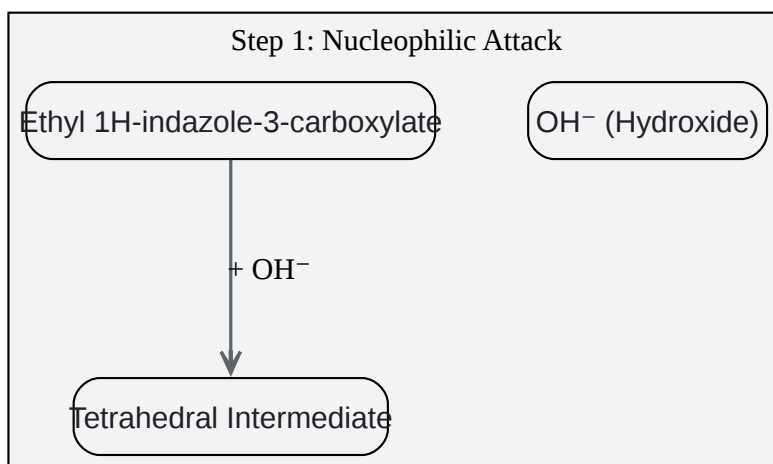 Step 1: Nucleophilic Attack
Ethyl 1H-indazole-3-carboxylate
OH⁻ (Hydroxide)
+ OH⁻
Tetrahedral Intermediate